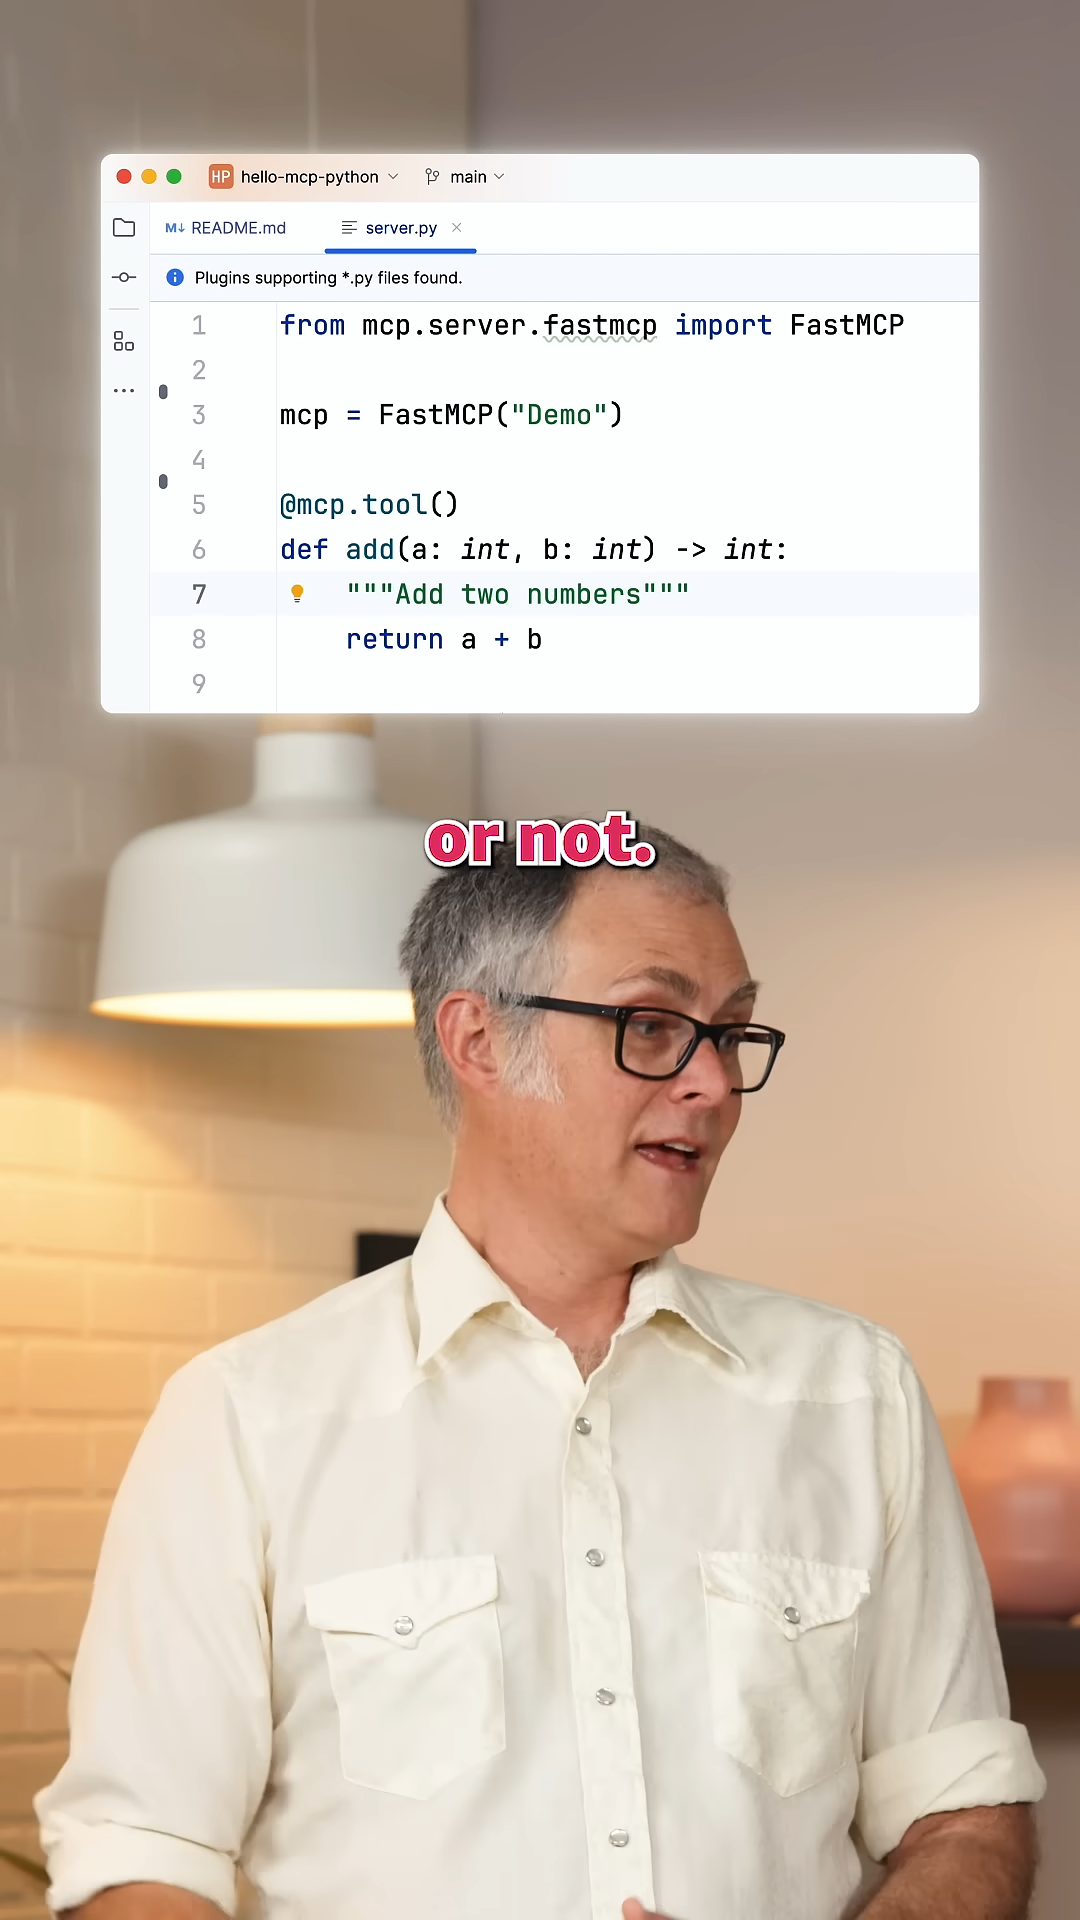 HP hello-mcp-python main
README.md server.py
Plugins supporting *.py files found.
1 from mcp.server.fastmcp import FastMCP
2
3 mcp = FastMCP("Demo")
4
5 @mcp.tool()
6 def add(a: int, b: int) -> int:
7 """Add two numbers"""
8 return a + b
9
or not.